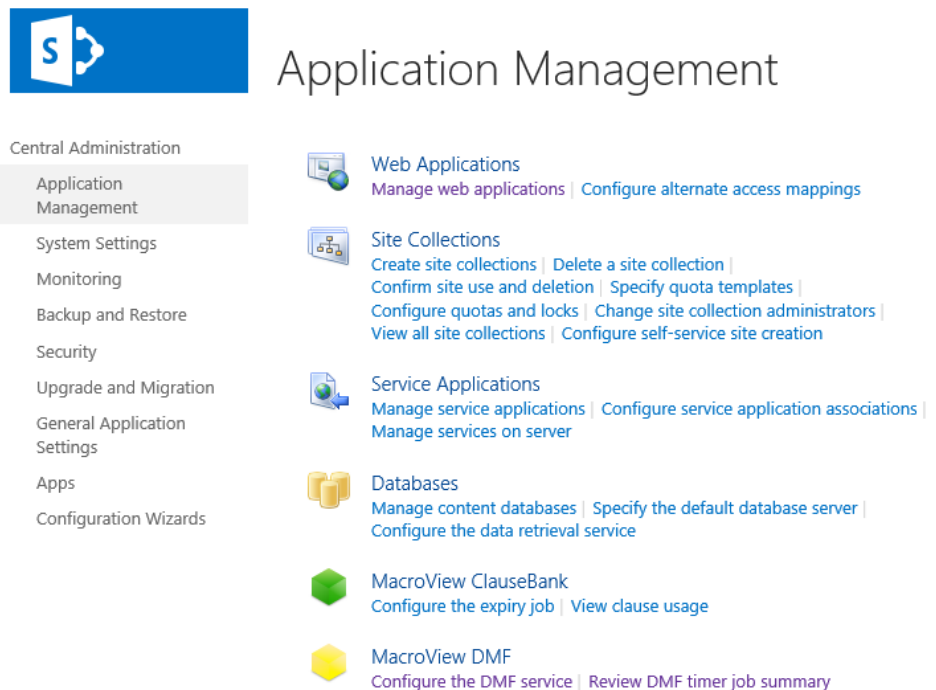 S
Application Management
Central Administration
Application
Management
System Settings
Monitoring
Backup and Restore
Security
Upgrade and Migration
General Application
Settings
Apps
Configuration Wizards
Web Applications
Manage web applications | Configure alternate access mappings
Site Collections
Create site collections | Delete a site collection |
Confirm site use and deletion | Specify quota templates |
Configure quotas and locks | Change site collection administrators |
View all site collections | Configure self-service site creation
Service Applications
Manage service applications | Configure service application associations |
Manage services on server
Databases
Manage content databases | Specify the default database server |
Configure the data retrieval service
MacroView ClauseBank
Configure the expiry job | View clause usage
MacroView DMF
Configure the DMF service | Review DMF timer job summary